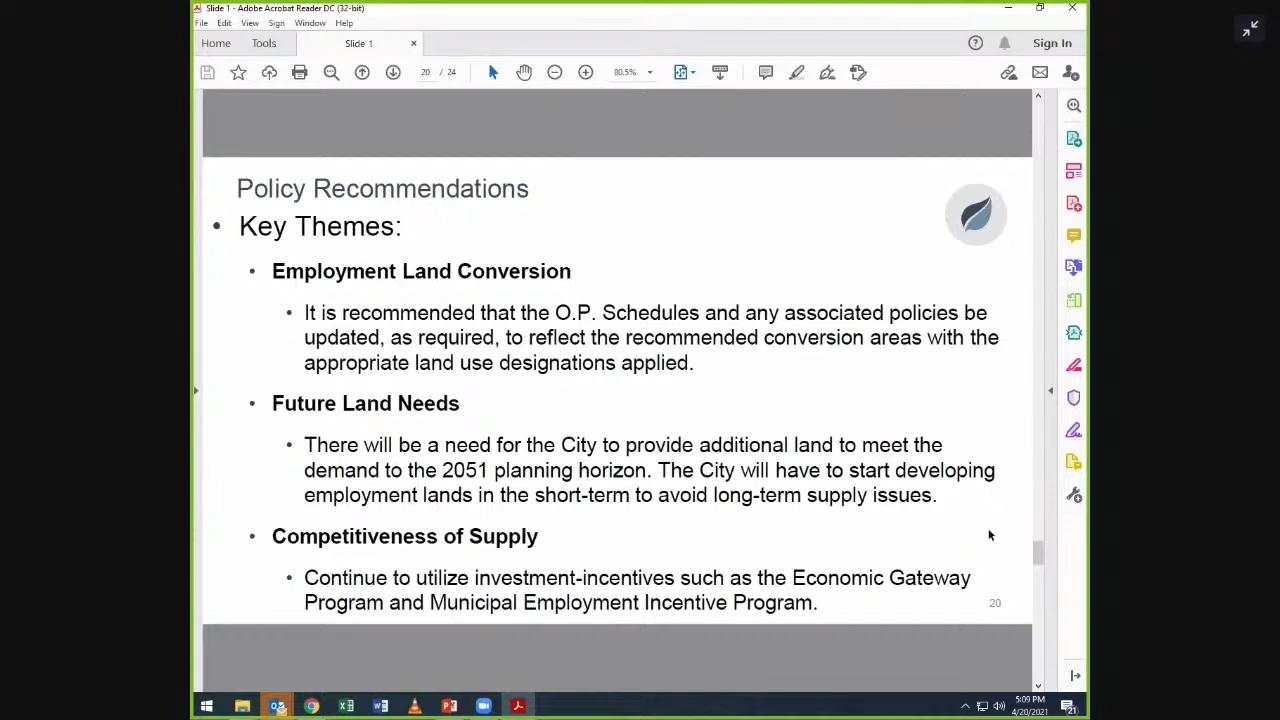 Slide 1 - Adobe Acrobat Reader DC (32-bit)
File Edit View Sign Window Help
Home Tools Slide 1 × Sign In
20 / 24 80.5%
Policy Recommendations
• Key Themes:
• Employment Land Conversion
• It is recommended that the O.P. Schedules and any associated policies be
updated, as required, to reflect the recommended conversion areas with the
appropriate land use designations applied.
• Future Land Needs
• There will be a need for the City to provide additional land to meet the
demand to the 2051 planning horizon. The City will have to start developing
employment lands in the short-term to avoid long-term supply issues.
• Competitiveness of Supply
• Continue to utilize investment-incentives such as the Economic Gateway
Program and Municipal Employment Incentive Program.
20
5:09 PM
4/20/2021
21